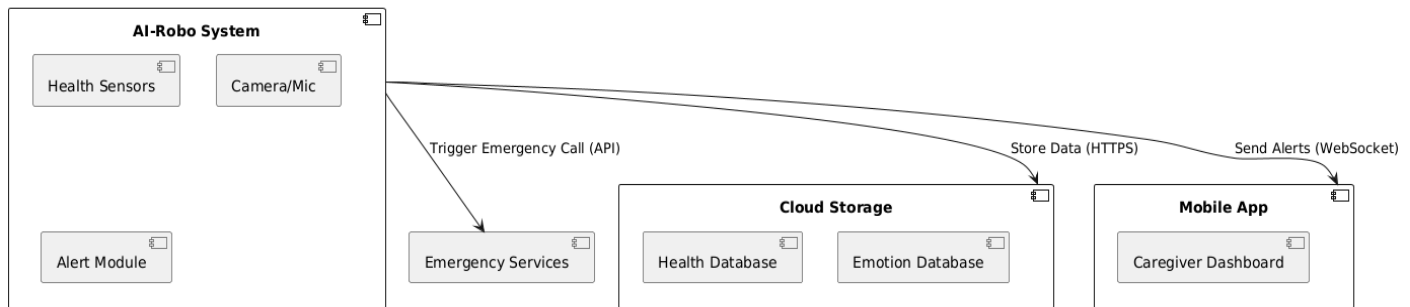 AI-Robo System
Health Sensors
Camera/Mic
Trigger Emergency Call (API)
Store Data (HTTPS)
Send Alerts (WebSocket)
Cloud Storage
Mobile App
Alert Module
Emergency Services
Health Database
Emotion Database
Caregiver Dashboard